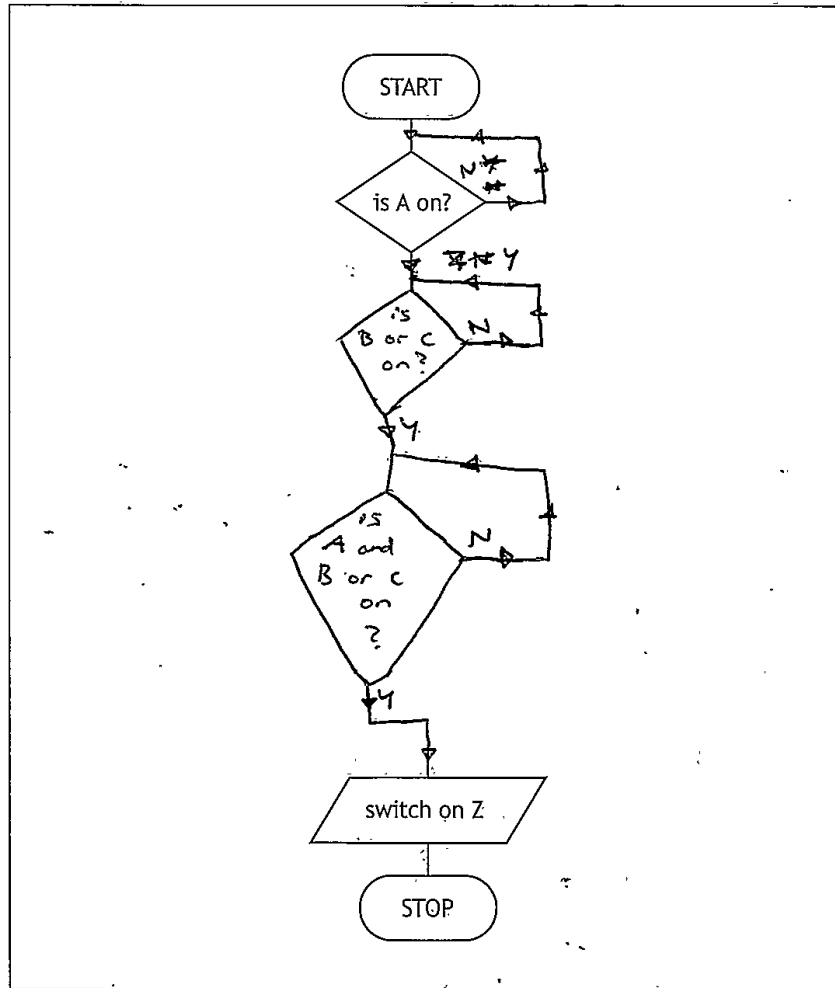 START
N
is A on?
Y
is
B or C
on?
N
Y
is
A and
B or C
on
?
N
Y
switch on Z
STOP